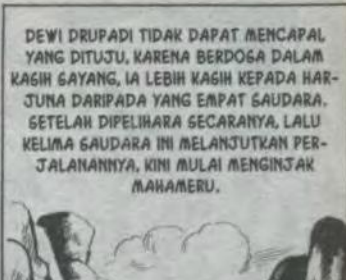 DEWI DRUPADI TIDAK DAPAT MENCAPAI
YANG DITUJU, KARENA BERDOSA DALAM
KASIH SAYANG, IA LEBIH KASIH KEPADA HAR-
JUNA DARIPADA YANG EMPAT SAUDARA.
SETELAH DIPELIHARA SECARANYA, LALU
KELIMA SAUDARA INI MELANJUTKAN PER-
JALANANNYA, KINI MULAI MENGINJAK
MAHAMERU.